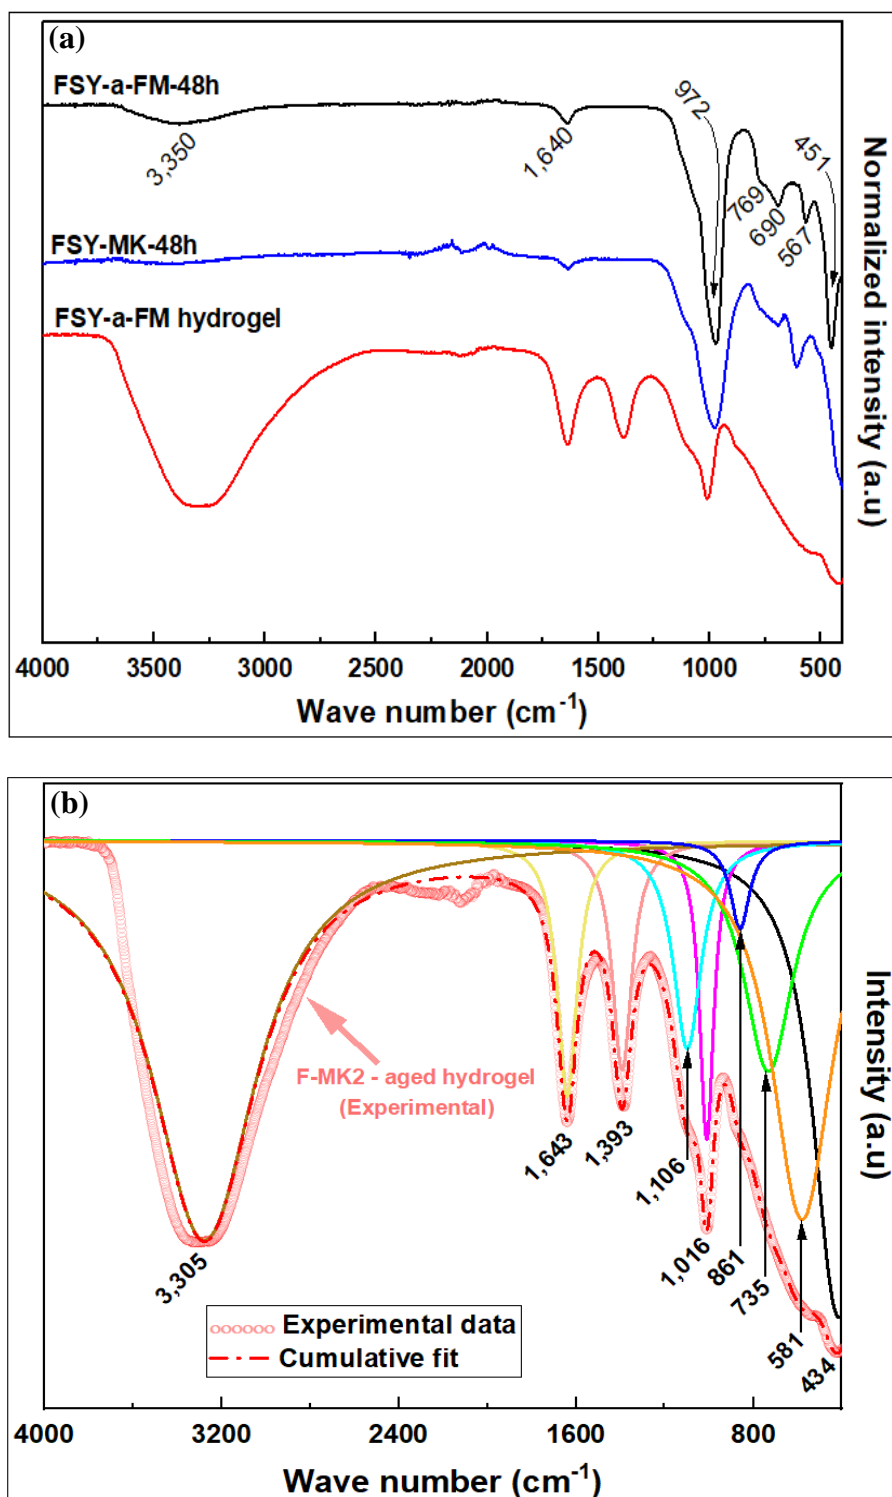 (a)
FSY-a-FM-48h
3,350
1,640
972
769
690
567
451
FSY-MK-48h
FSY-a-FM hydrogel
Normalized intensity (a.u)
4000 3500 3000 2500 2000 1500 1000 500
Wave number (cm⁻¹)
(b)
F-MK2 - aged hydrogel
(Experimental)
3,305
1,643
1,393
1,106
1,016
861
735
581
434
Experimental data
Cumulative fit
Intensity (a.u)
4000 3200 2400 1600 800
Wave number (cm⁻¹)